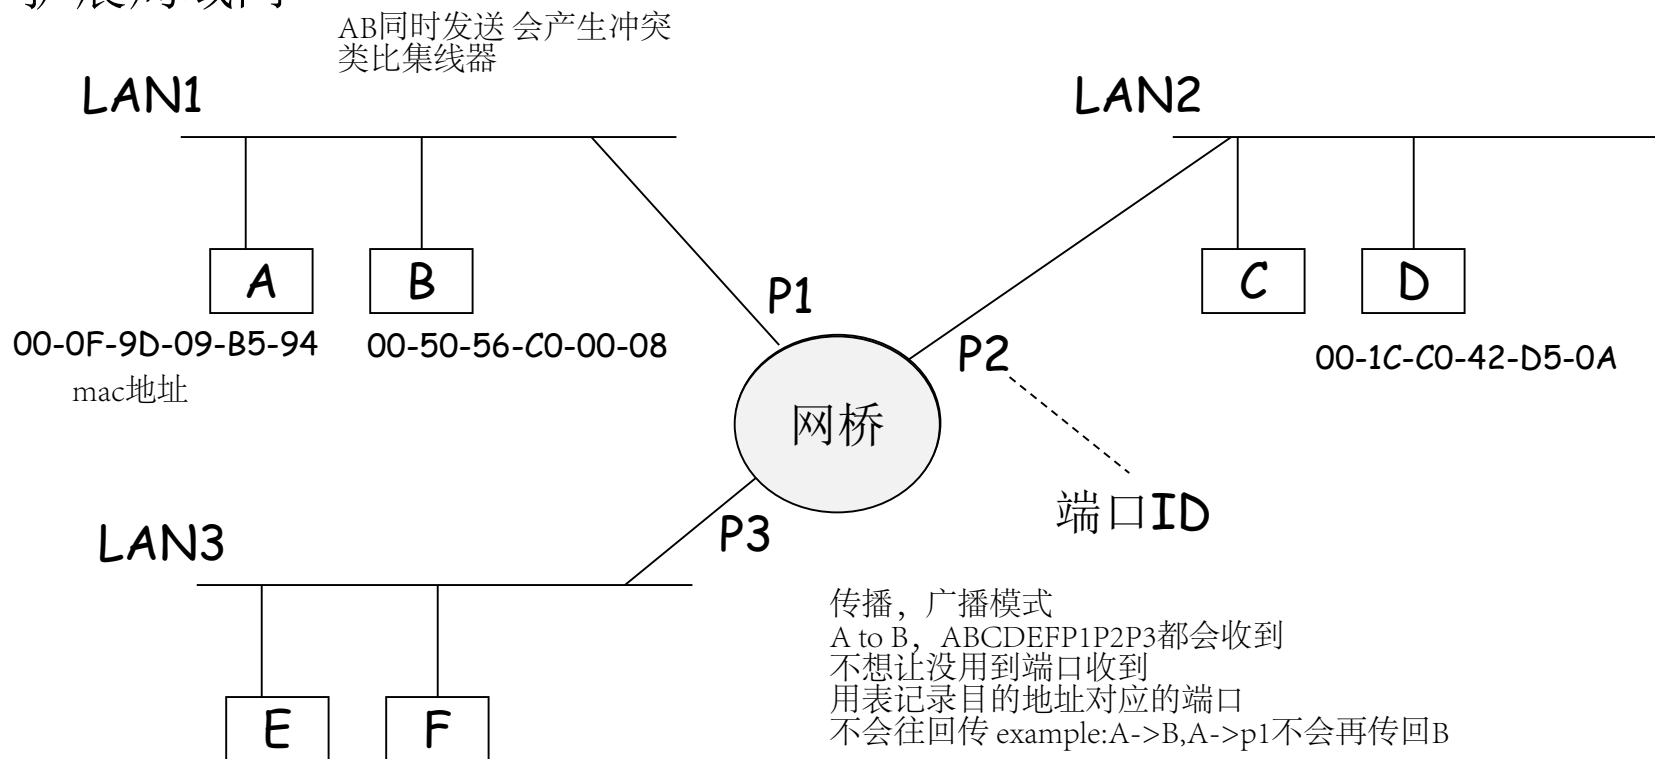 扩展局域网
AB同时发送 会产生冲突
类比集线器
LAN1
LAN2
A
B
C
D
P1
00-0F-9D-09-B5-94
00-50-56-C0-00-08
P2
00-1C-C0-42-D5-0A
mac地址
网桥
端口ID
P3
LAN3
传播，广播模式
A to B，ABCDEFP1P2P3都会收到
不想让没用到端口收到
用表记录目的地址对应的端口
不会往回传 example:A->B,A->p1不会再传回B
E
F